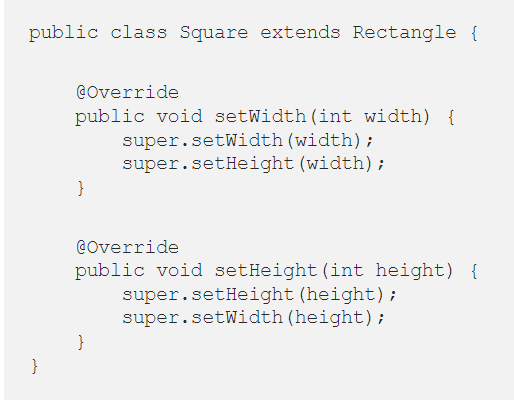 public class Square extends Rectangle {
@Override
public void setWidth(int width) {
super.setWidth(width);
super.setHeight(width);
}
@Override
public void setHeight(int height) {
super.setHeight(height);
super.setWidth(height);
}
}